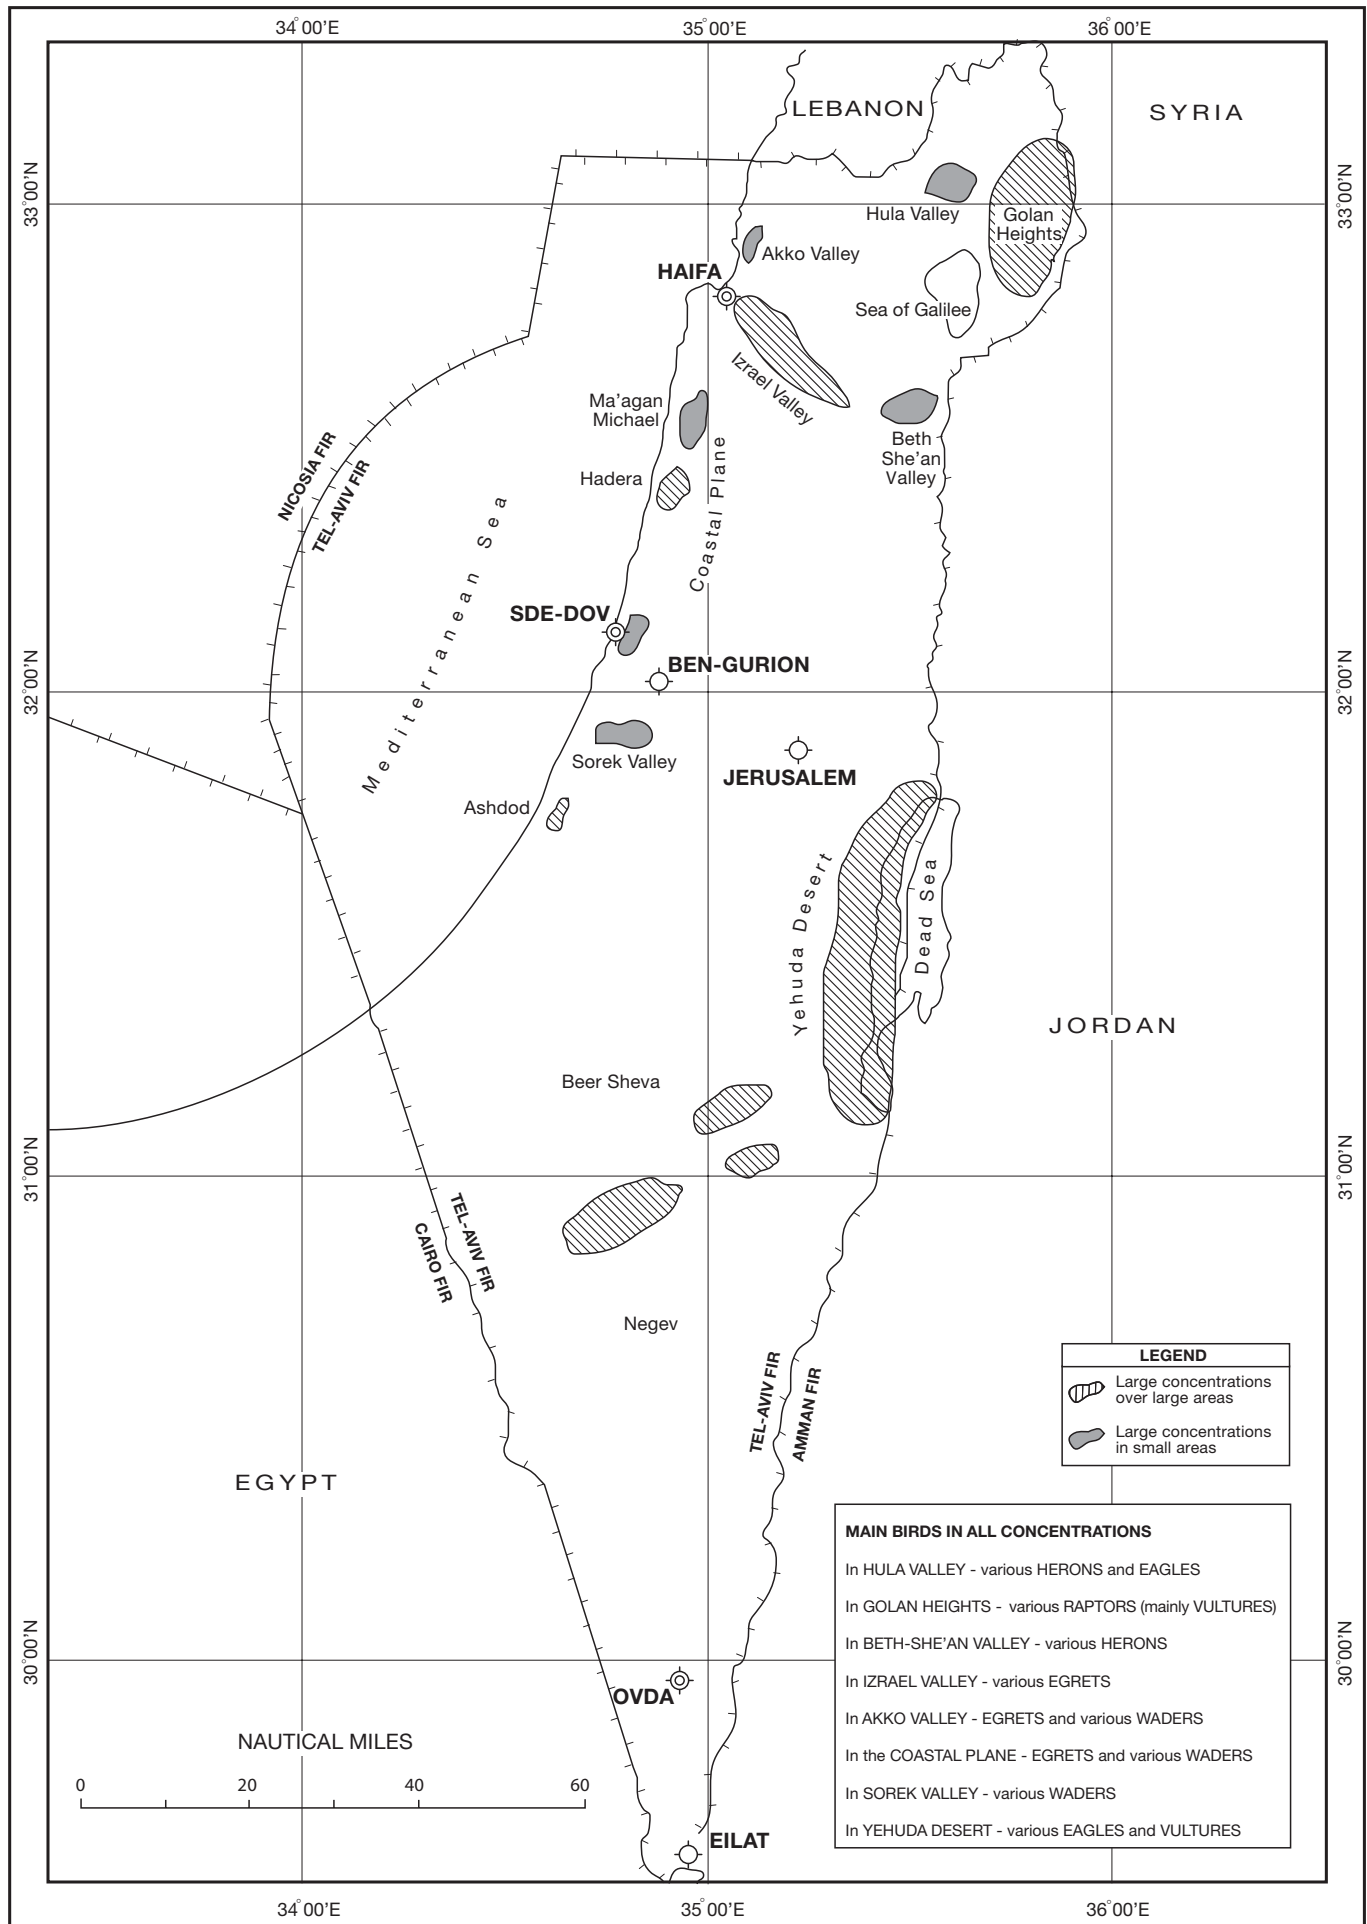 34°00'E
35°00'E
36°00'E
LEBANON
SYRIA
33°00'N
33°00'N
Hula Valley
Golan
Heights
Akko Valley
HAIFA
Sea of Galilee
Izrael Valley
Ma'agan
Michael
Beth
She'an
Valley
Hadera
Coastal Plane
NICOSIA FIR
TEL-AVIV FIR
Mediterranean Sea
SDE-DOV
BEN-GURION
32°00'N
32°00'N
Sorek Valley
JERUSALEM
Ashdod
Yehuda Desert
Dead Sea
JORDAN
Beer Sheva
31°00'N
31°00'N
TEL-AVIV FIR
CAIRO FIR
Negev
TEL-AVIV FIR
AMMAN FIR
LEGEND
Large concentrations
over large areas
Large concentrations
in small areas
EGYPT
MAIN BIRDS IN ALL CONCENTRATIONS
In HULA VALLEY - various HERONS and EAGLES
In GOLAN HEIGHTS - various RAPTORS (mainly VULTURES)
In BETH-SHE'AN VALLEY - various HERONS
In IZRAEL VALLEY - various EGRETS
In AKKO VALLEY - EGRETS and various WADERS
In the COASTAL PLANE - EGRETS and various WADERS
In SOREK VALLEY - various WADERS
In YEHUDA DESERT - various EAGLES and VULTURES
30°00'N
30°00'N
OVDA
NAUTICAL MILES
0 20 40 60
EILAT
34°00'E
35°00'E
36°00'E